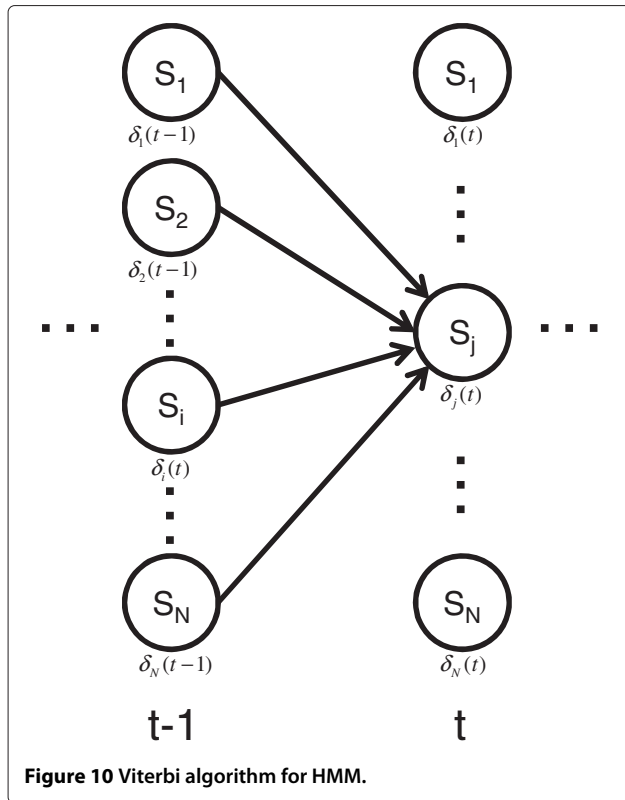 S1 S1
δ1(t−1) δ1(t)
S2
δ2(t−1)
Sj
Si
δj(t)
δi(t)
SN SN
δN(t−1) δN(t)
t-1 t
Figure 10 Viterbi algorithm for HMM.